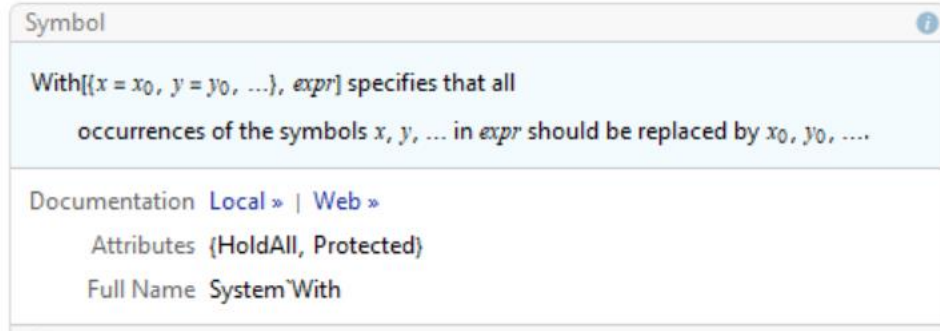 Symbol
With[{x = x₀, y = y₀, …}, expr] specifies that all
occurrences of the symbols x, y, … in expr should be replaced by x₀, y₀, ….
Documentation Local » | Web »
Attributes {HoldAll, Protected}
Full Name System`With